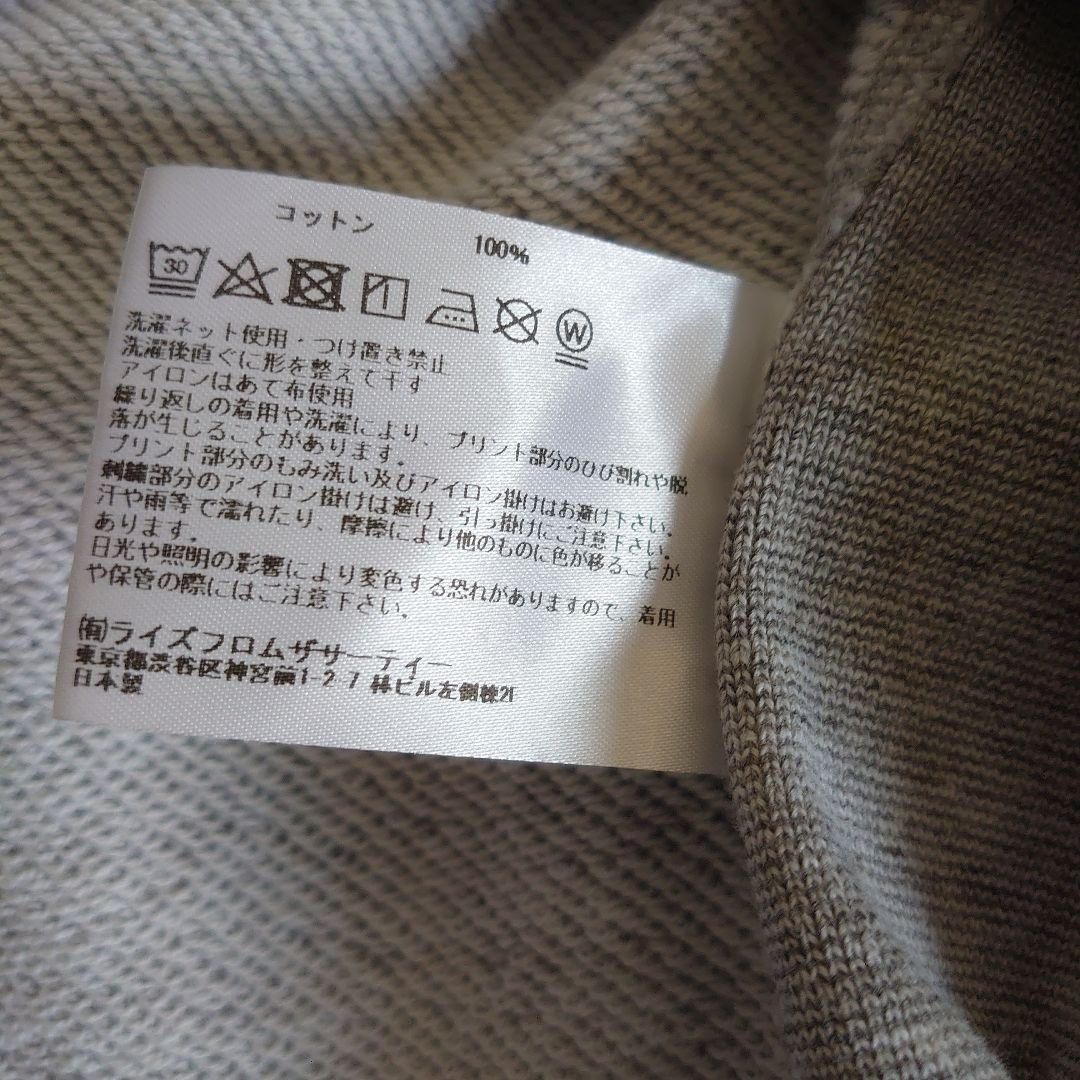 コットン 100%
30
W
洗濯ネット使用・つけ置き禁止
洗濯後直ぐに形を整えて干す
アイロンはあて布使用
繰り返しの着用や洗濯により、プリント部分のひび割れや脱
落が生じることがあります。
プリント部分のもみ洗い及びアイロン掛けはお避け下さい。
刺繍部分のアイロン掛けは避け、引っ掛けにご注意下さい。
汗や雨等で濡れたり、摩擦により他のものに色が移ることが
あります。
日光や照明の影響により変色する恐れがありますので、着用
や保管の際にはご注意下さい。
(有)ライズフロムザサーティー
東京都渋谷区神宮前1-2 7 ビル左側棟2f
日本製